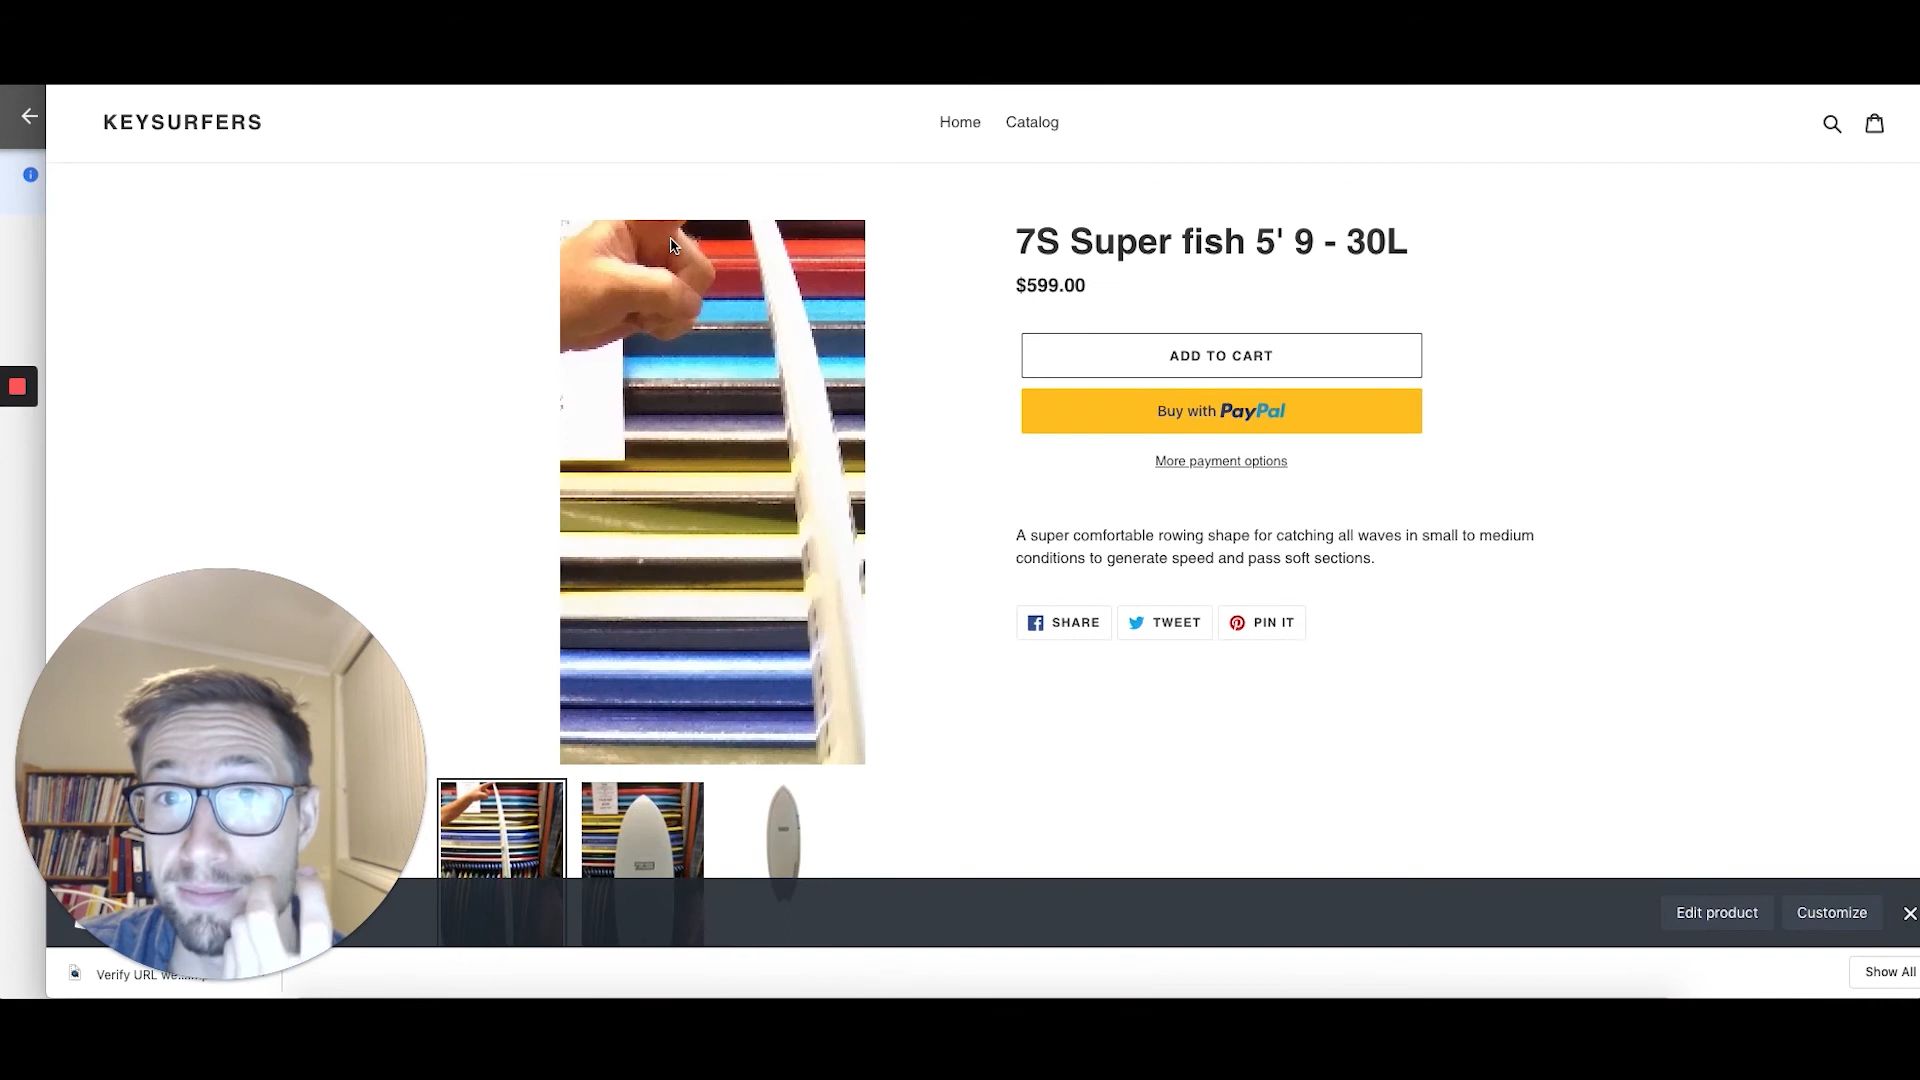 KEYSURFERS
Home
Catalog
7S Super fish 5' 9 - 30L
$599.00
ADD TO CART
Buy with PayPal
More payment options
A super comfortable rowing shape for catching all waves in small to medium
conditions to generate speed and pass soft sections.
SHARE
TWEET
PIN IT
Edit product
Customize
Verify URL we...
Show All